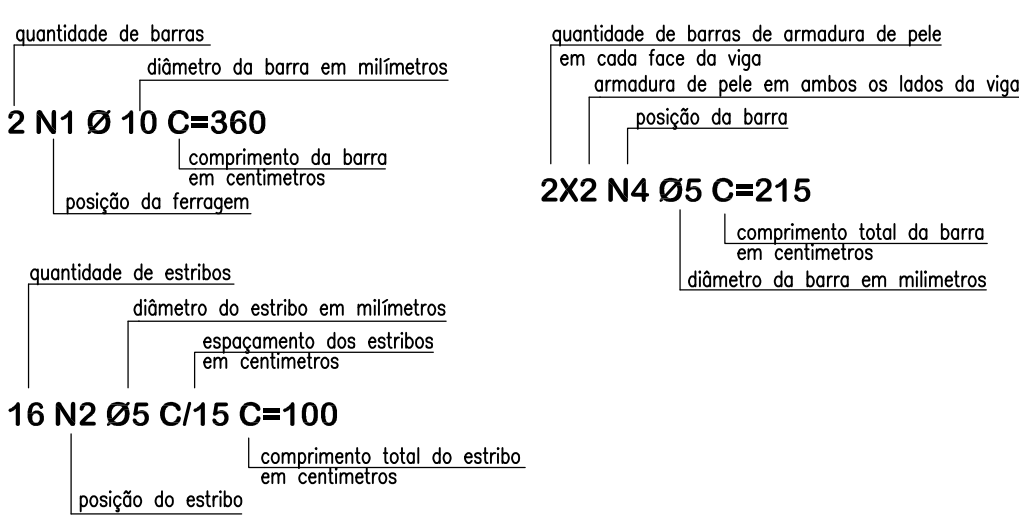 quantidade de barras
diâmetro da barra em milímetros
2 N1 Ø 10 C=360
comprimento da barra
em centimetros
posição da ferragem
quantidade de barras de armadura de pele
em cada face da viga
armadura de pele em ambos os lados da viga
posição da barra
2X2 N4 Ø5 C=215
comprimento total da barra
em centimetros
diâmetro da barra em milimetros
quantidade de estribos
diâmetro do estribo em milímetros
espaçamento dos estribos
em centimetros
16 N2 Ø5 C/15 C=100
comprimento total do estribo
em centimetros
posição do estribo